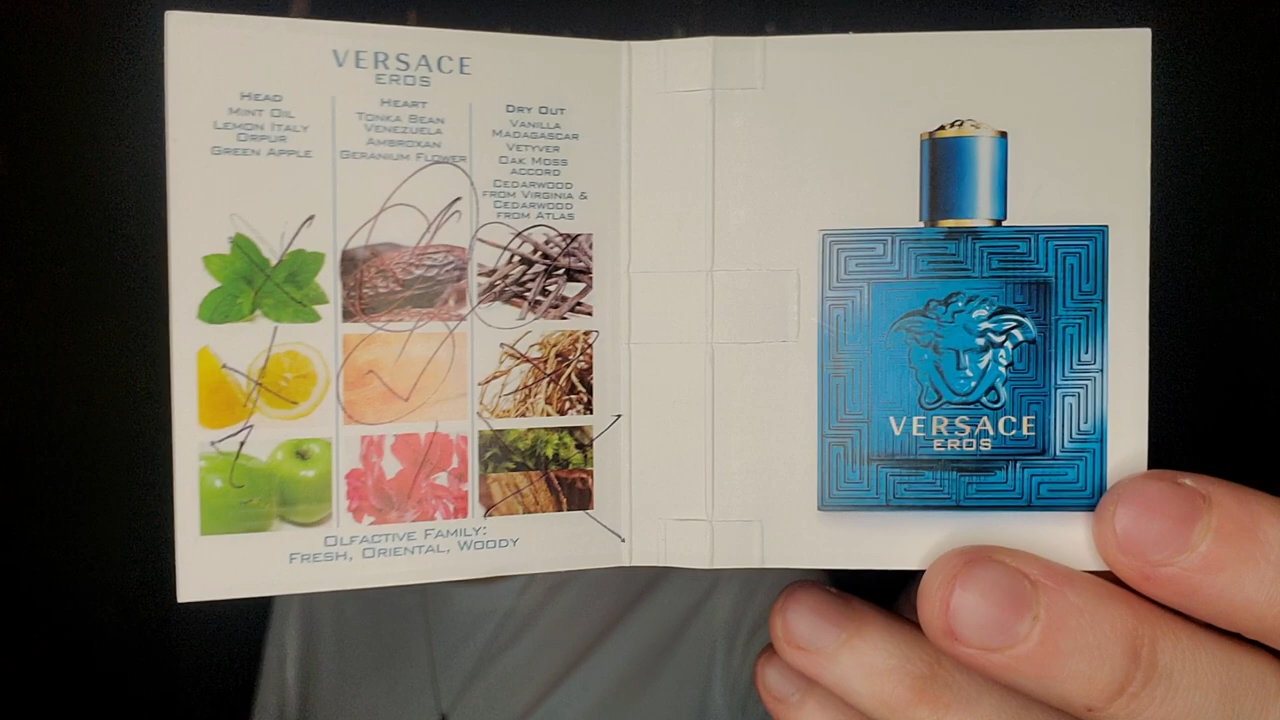 VERSACE
EROS
HEAD
MINT OIL
LEMON ITALY
ORPUR
GREEN APPLE
HEART
TONKA BEAN
VENEZUELA
AMBROXAN
GERANIUM FLOWER
DRY OUT
VANILLA
MADAGASCAR
VETYVER
OAK MOSS
ACCORD
CEDARWOOD
FROM VIRGINIA &
CEDARWOOD
FROM ATLAS
OLFACTIVE FAMILY:
FRESH, ORIENTAL, WOODY
VERSACE
EROS